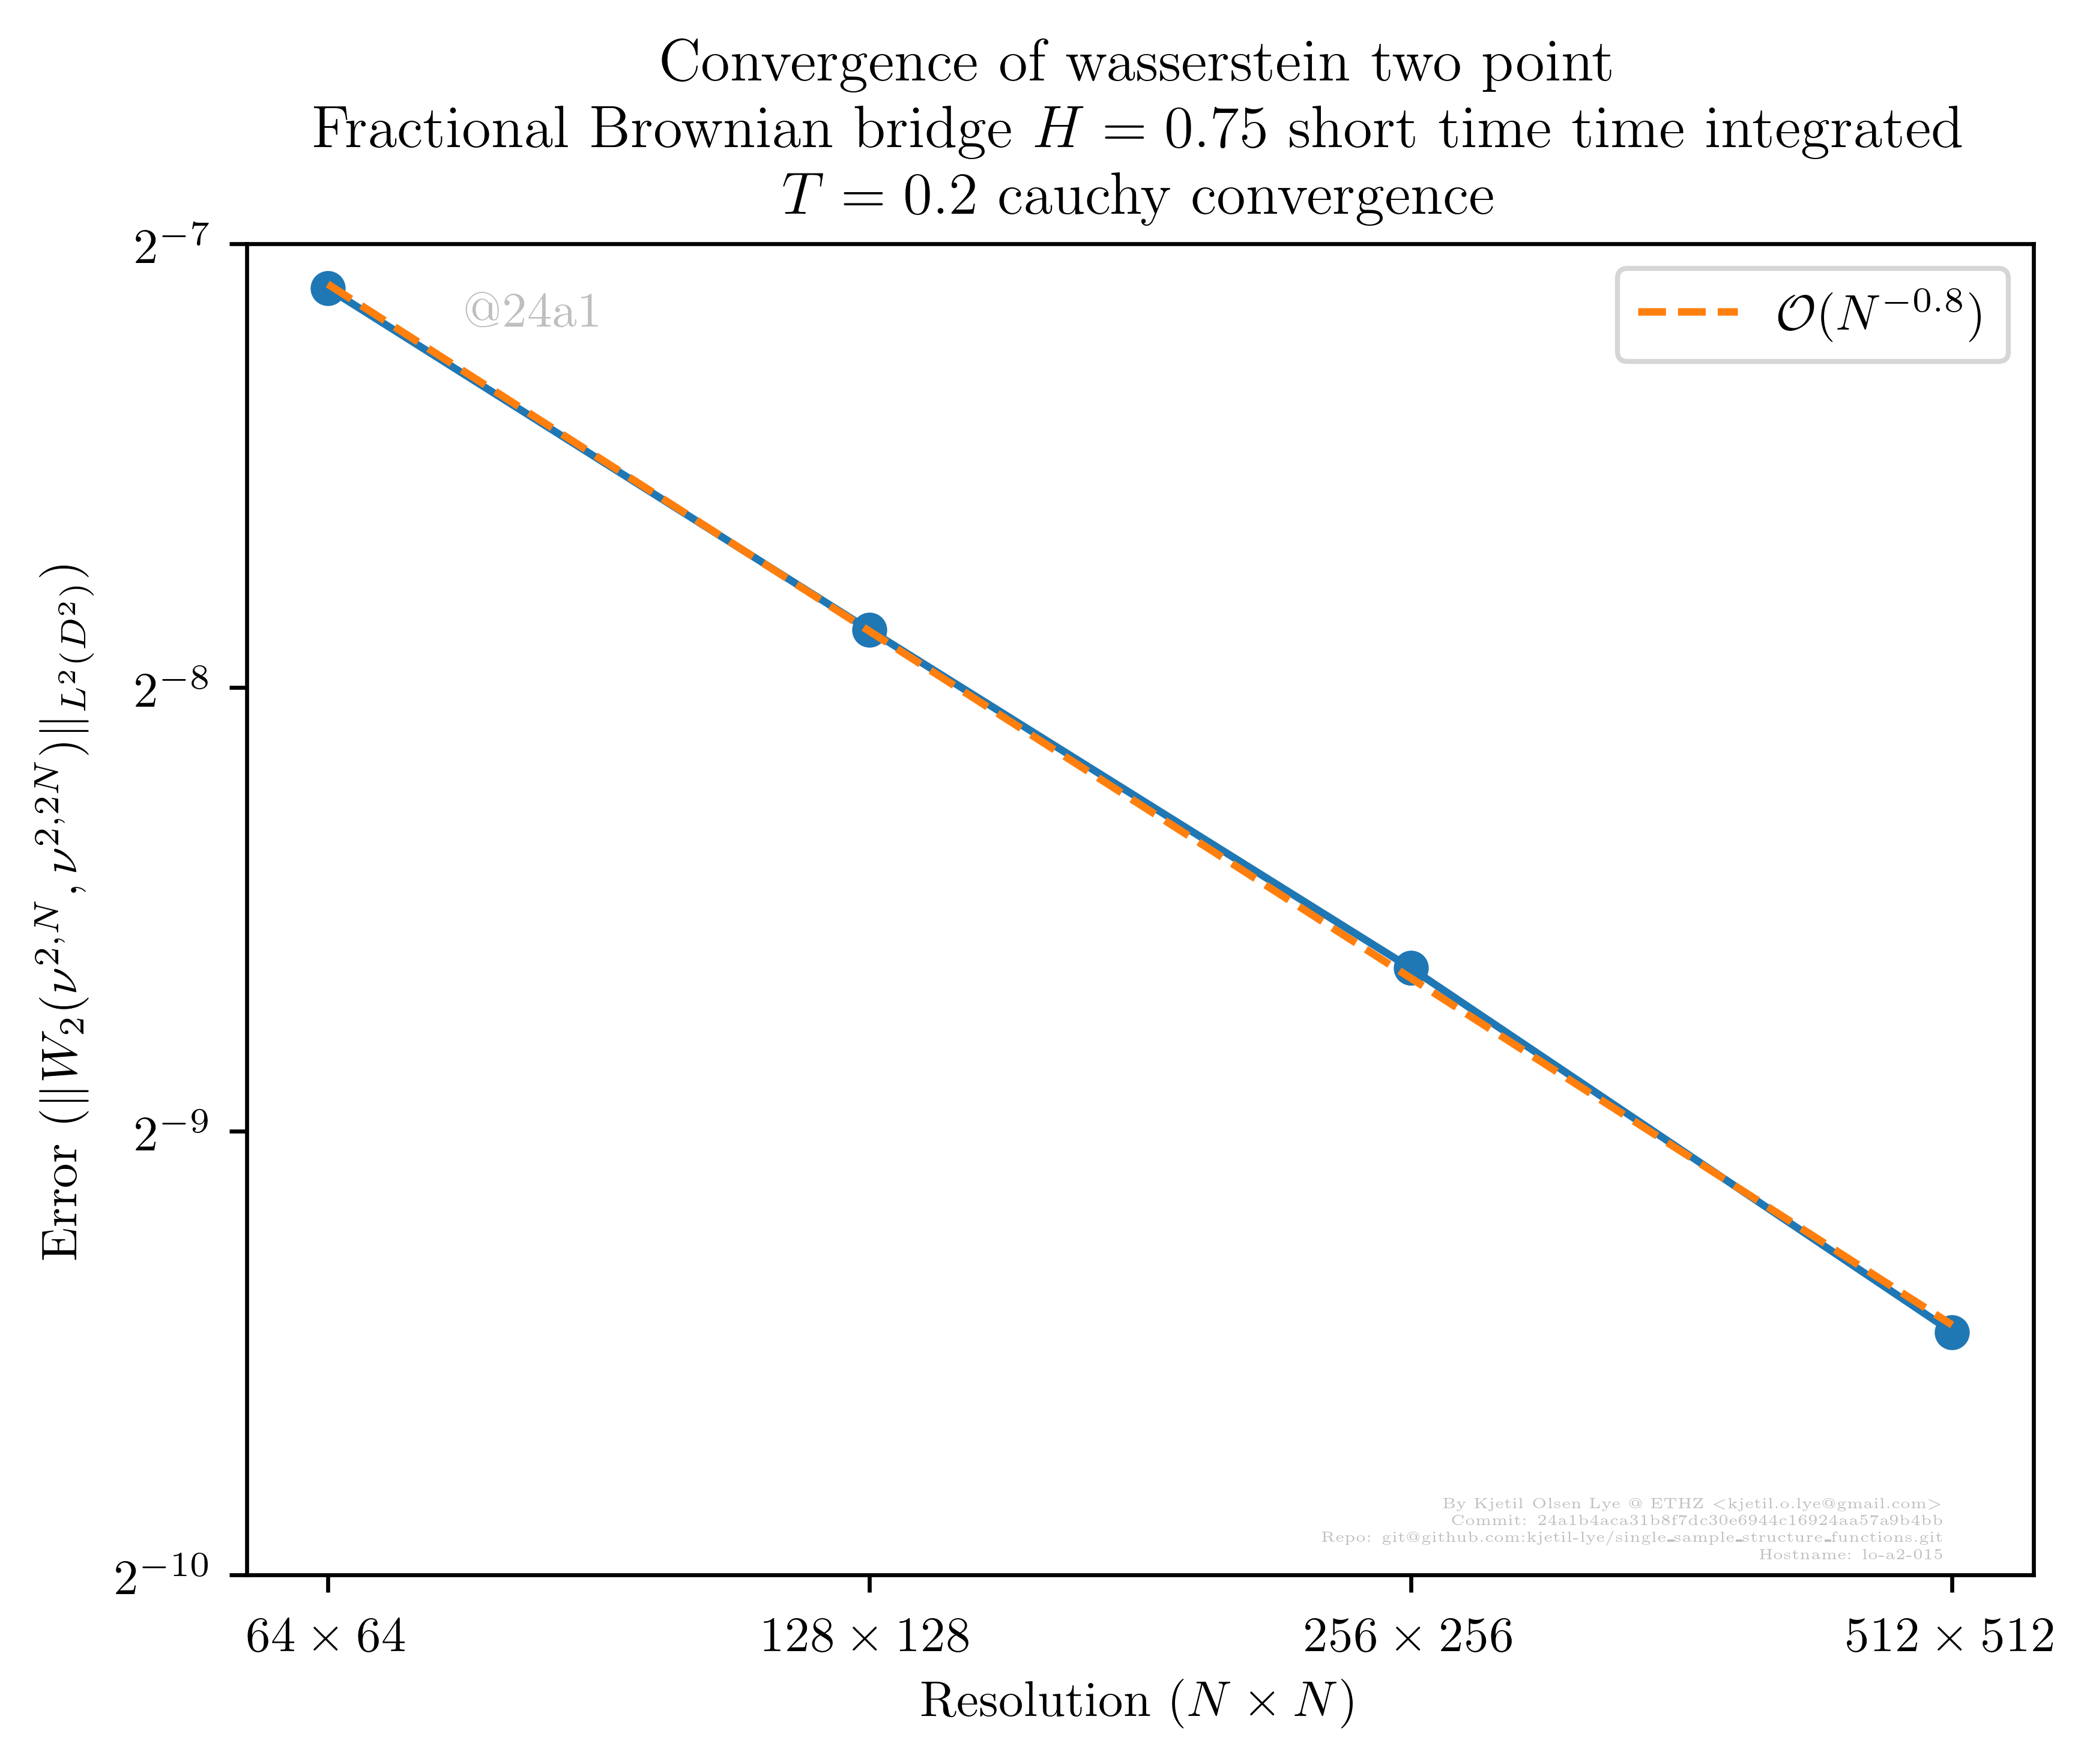 Convergence of wasserstein two point
Fractional Brownian bridge H = 0.75 short time time integrated
T = 0.2 cauchy convergence
2⁻⁷
@24a1
𝒪(N⁻⁰·⁸)
2⁻⁸
Error (||W₂(ν²,ᴺ, ν²,²ᴺ)||_{L²(D²)})
2⁻⁹
By Kjetil Olsen Lye @ ETHZ <kjetil.o.lye@gmail.com>
Commit: 24a1b4aca31b8f7dc30e6944c16924aa57a9b4bb
Repo: git@github.com:kjetil-lye/single_sample_structure_functions.git
Hostname: lo-a2-015
2⁻¹⁰
64 × 64
128 × 128
256 × 256
512 × 512
Resolution (N × N)